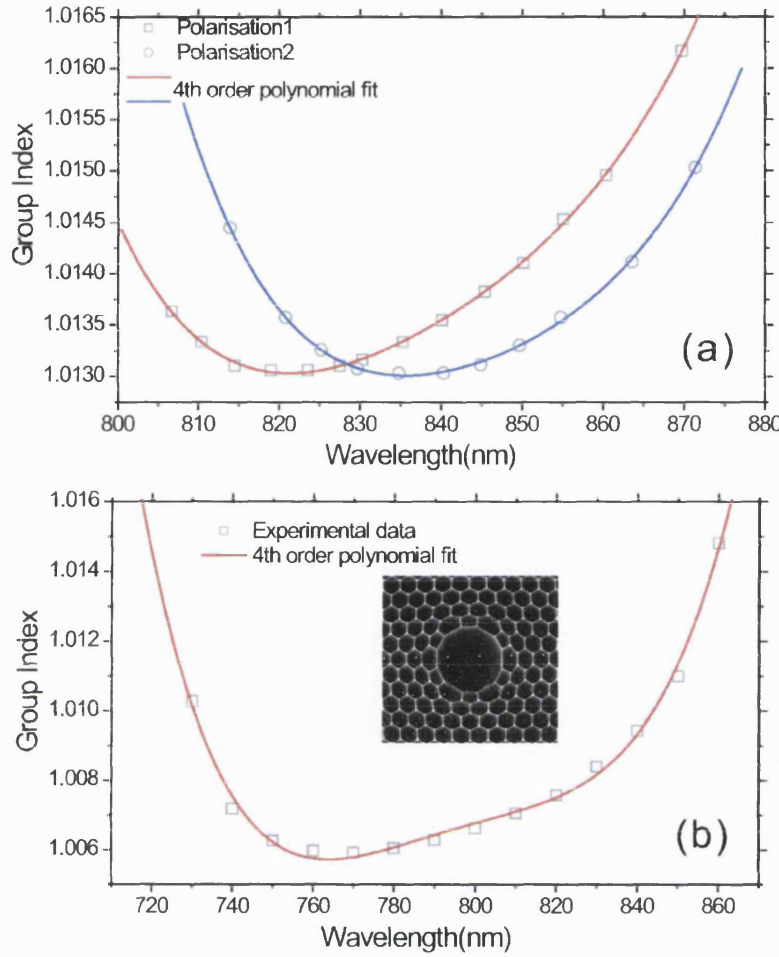 1.0165
1.0160
1.0155
1.0150
1.0145
1.0140
1.0135
1.0130
Group Index
Polarisation1
Polarisation2
4th order polynomial fit
(a)
800 810 820 830 840 850 860 870 880
Wavelength(nm)
1.016
1.014
1.012
1.010
1.008
1.006
Group Index
Experimental data
4th order polynomial fit
(b)
720 740 760 780 800 820 840 860
Wavelength(nm)